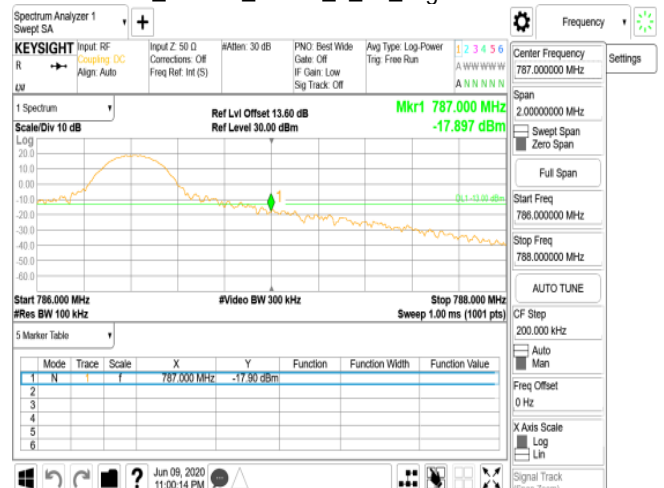 Spectrum Analyzer 1
Swept SA
Frequency
KEYSIGHT
R
Input: RF
Coupling: DC
Align: Auto
Input Z: 50 Ω
Corrections: Off
Freq Ref: Int (S)
#Atten: 30 dB
PNO: Best Wide
Gate: Off
IF Gain: Low
Sig Track: Off
Avg Type: Log-Power
Trig: Free Run
1 2 3 4 5 6
A W W W W W
A N N N N N
Center Frequency
787.000000 MHz
Settings
Span
2.00000000 MHz
Swept Span
Zero Span
Full Span
Start Freq
786.000000 MHz
Stop Freq
788.000000 MHz
AUTO TUNE
CF Step
200.000 kHz
Auto
Man
Freq Offset
0 Hz
X Axis Scale
Log
Lin
Signal Track
1 Spectrum
Scale/Div 10 dB
Ref Lvl Offset 13.60 dB
Ref Level 30.00 dBm
Mkr1 787.000 MHz
-17.897 dBm
Log
20.0
10.0
0.00
-10.0
-20.0
-30.0
-40.0
-50.0
-60.0
1
DL1 -13.00 dBm
Start 786.000 MHz
#Res BW 100 kHz
#Video BW 300 kHz
Stop 788.000 MHz
Sweep 1.00 ms (1001 pts)
5 Marker Table
Mode Trace Scale X Y Function Function Width Function Value
1 N 1 f 787.000 MHz -17.90 dBm
2
3
4
5
6
Jun 09, 2020
11:00:14 PM